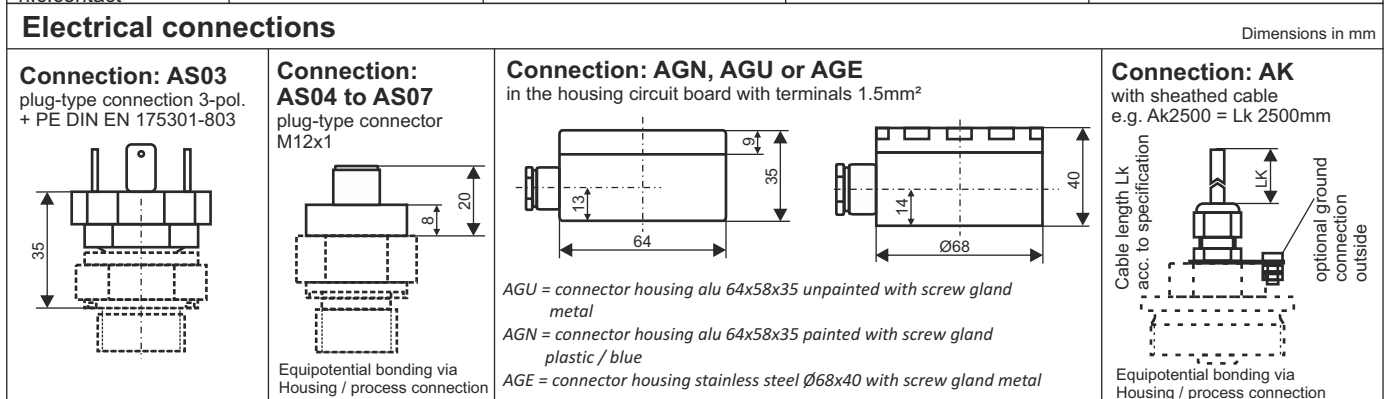 Electrical connections
Dimensions in mm
Connection: AS03
plug-type connection 3-pol.
+ PE DIN EN 175301-803
35
Connection:
AS04 to AS07
plug-type connector
M12x1
20
8
Equipotential bonding via
Housing / process connection
Connection: AGN, AGU or AGE
in the housing circuit board with terminals 1.5mm²
9
35
13
64
40
14
Ø68
AGU = connector housing alu 64x58x35 unpainted with screw gland
metal
AGN = connector housing alu 64x58x35 painted with screw gland
plastic / blue
AGE = connector housing stainless steel Ø68x40 with screw gland metal
Connection: AK
with sheathed cable
e.g. Ak2500 = Lk 2500mm
Cable length Lk
acc. to specification
LK
optional ground
connection
outside
Equipotential bonding via
Housing / process connection